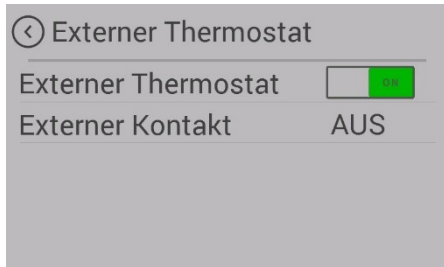 Externer Thermostat
Externer Thermostat ON
Externer Kontakt AUS